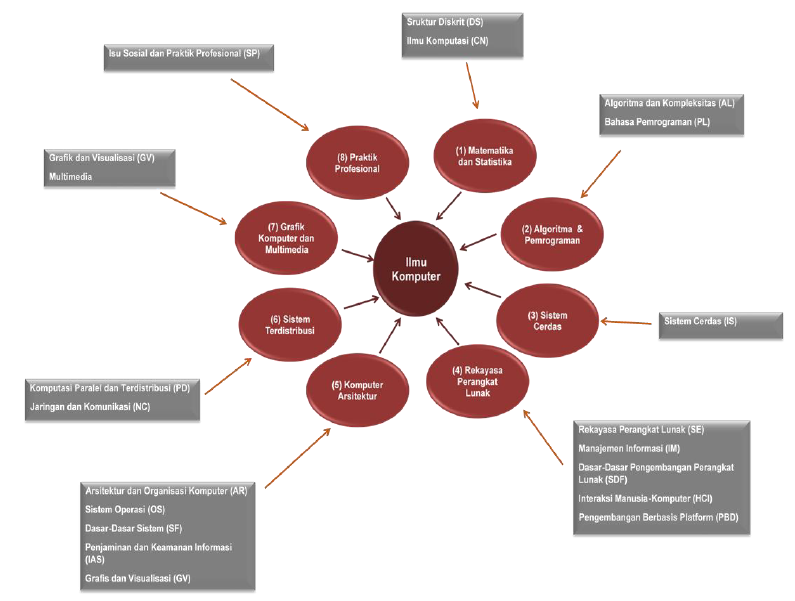 Sruktur Diskrit (DS)
Ilmu Komputasi (CN)
Isu Sosial dan Praktik Profesional (SP)
Algoritma dan Kompleksitas (AL)
Bahasa Pemrograman (PL)
Grafik dan Visualisasi (GV)
Multimedia
(8) Praktik
Profesional
(1) Matematika
dan Statistika
(7) Grafik
Komputer dan
Multimedia
(2) Algoritma &
Pemrograman
Ilmu
Komputer
(6) Sistem
Terdistribusi
(3) Sistem
Cerdas
Sistem Cerdas (IS)
(5) Komputer
Arsitektur
(4) Rekayasa
Perangkat
Lunak
Komputasi Paralel dan Terdistribusi (PD)
Jaringan dan Komunikasi (NC)
Rekayasa Perangkat Lunak (SE)
Manajemen Informasi (IM)
Dasar-Dasar Pengembangan Perangkat
Lunak (SDF)
Interaksi Manusia-Komputer (HCI)
Pengembangan Berbasis Platform (PBD)
Arsitektur dan Organisasi Komputer (AR)
Sistem Operasi (OS)
Dasar-Dasar Sistem (SF)
Penjaminan dan Keamanan Informasi
(IAS)
Grafis dan Visualisasi (GV)